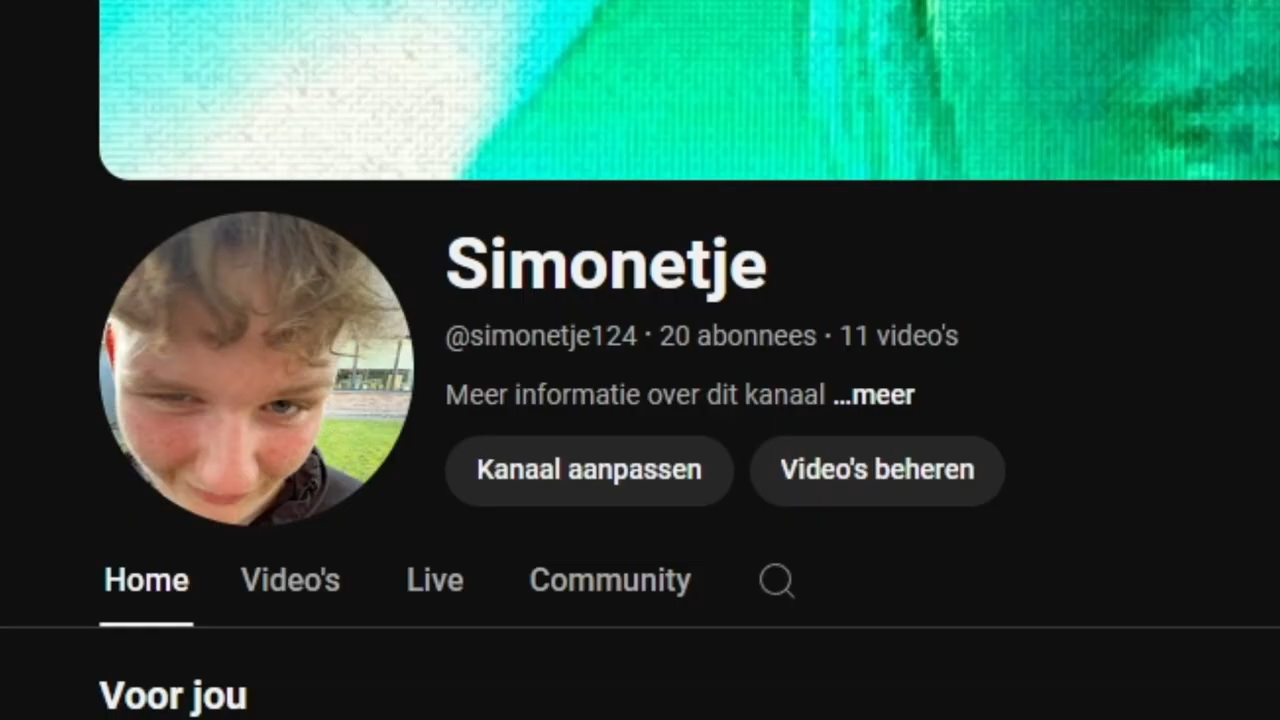 Simonetje
@simonetje124 · 20 abonnees · 11 video's
Meer informatie over dit kanaal ...meer
Kanaal aanpassen Video's beheren
Home Video's Live Community
Voor jou